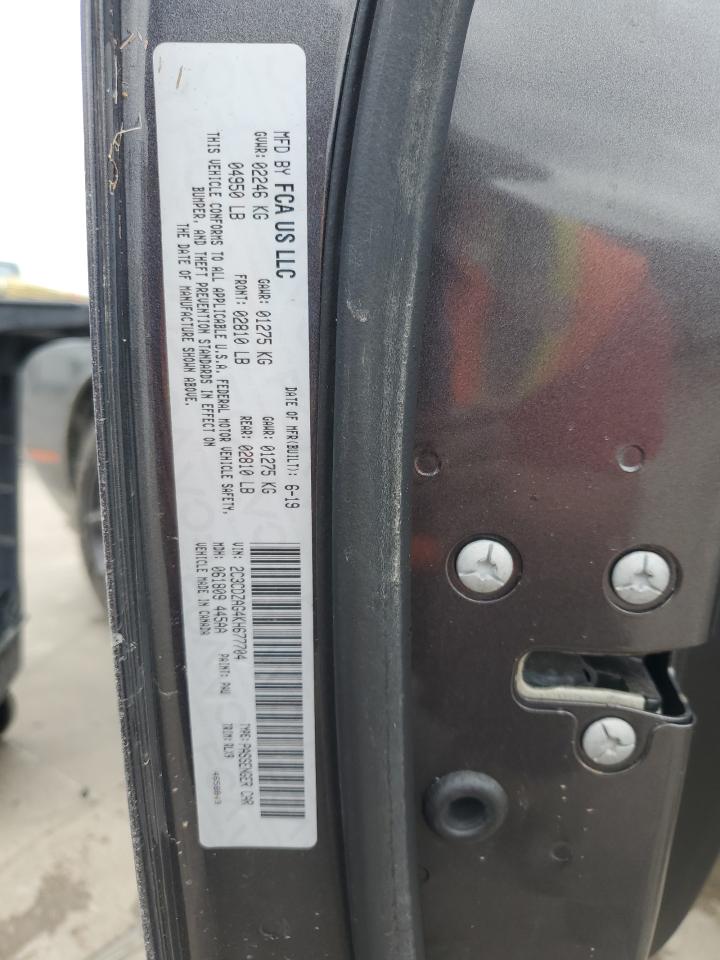 MFD BY FCA US LLC
DATE OF MFR(BUILT): 6-19
GVWR: 02246 KG
GAWR: 01275 KG
GAWR: 01275 KG
04950 LB
FRONT: 02810 LB
REAR: 02810 LB
THIS VEHICLE CONFORMS TO ALL APPLICABLE U.S.A. FEDERAL MOTOR VEHICLE SAFETY,
BUMPER, AND THEFT PREVENTION STANDARDS IN EFFECT ON
THE DATE OF MANUFACTURE SHOWN ABOVE.
VIN: 2C3CDZAG4KH677704
TYPE: PASSENGER CAR
MDH: 061809 445AA
PAINT: PAU
TRIM: RLX9
VEHICLE MADE IN CANADA